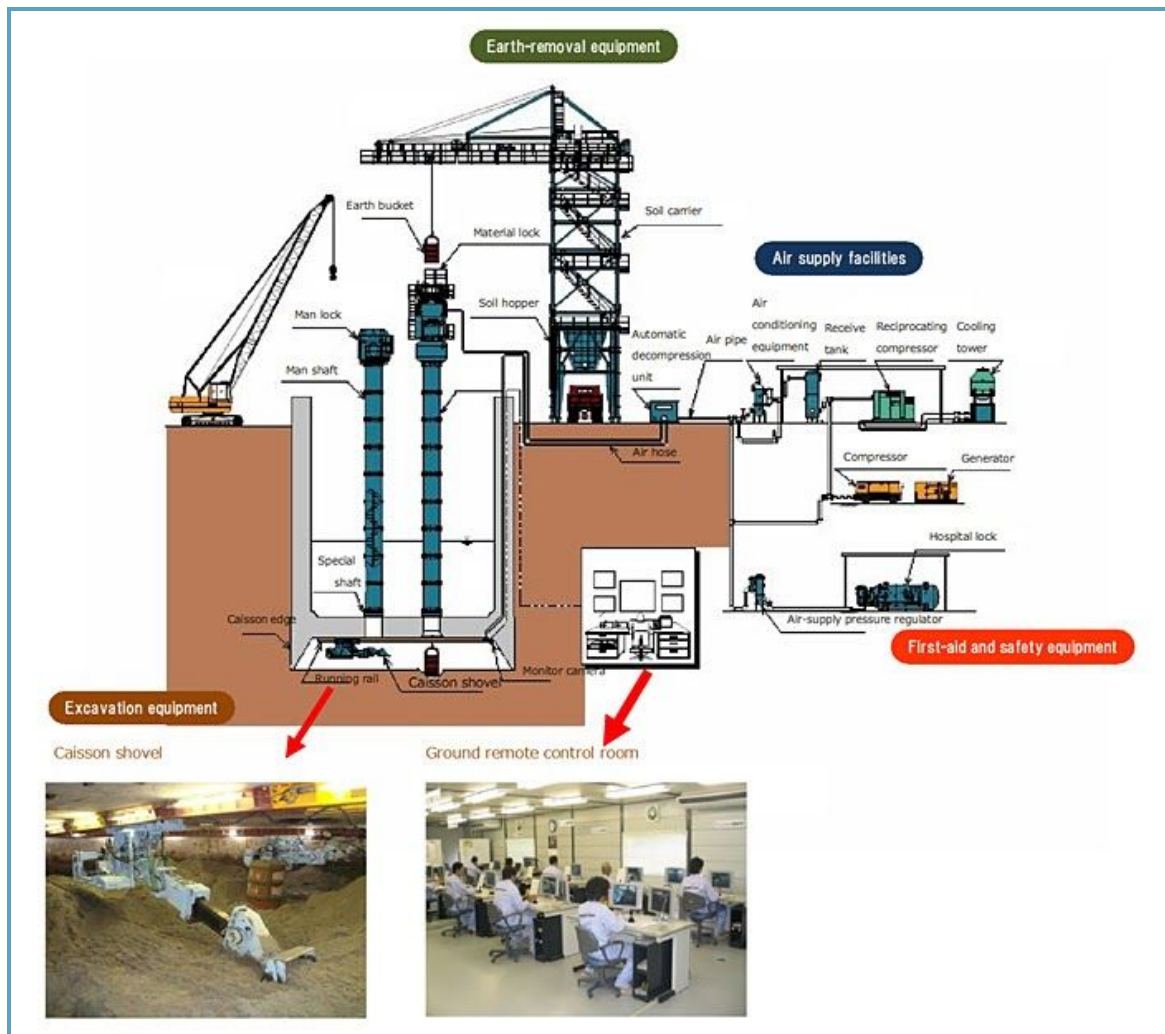 Earth-removal equipment
Earth bucket
Material lock
Soil carrier
Air supply facilities
Man lock
Soil hopper
Man shaft
Automatic
decompression
unit
Air pipe
Air
conditioning
equipment
Receive
tank
Reciprocating
compressor
Cooling
tower
Air hose
Compressor
Generator
Special
shaft
Hospital lock
Caisson edge
Air-supply pressure regulator
First-aid and safety equipment
Running rail
Caisson shovel
Monitor camera
Excavation equipment
Caisson shovel
Ground remote control room